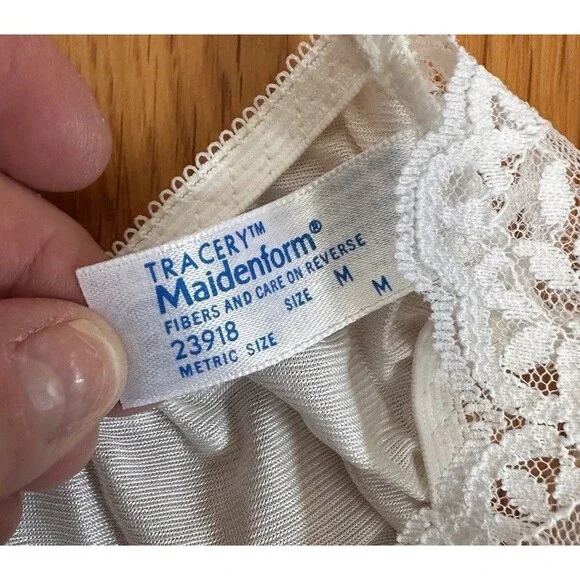 TRACERY™
Maidenform®
FIBERS AND CARE ON REVERSE
23918 SIZE M
METRIC SIZE M